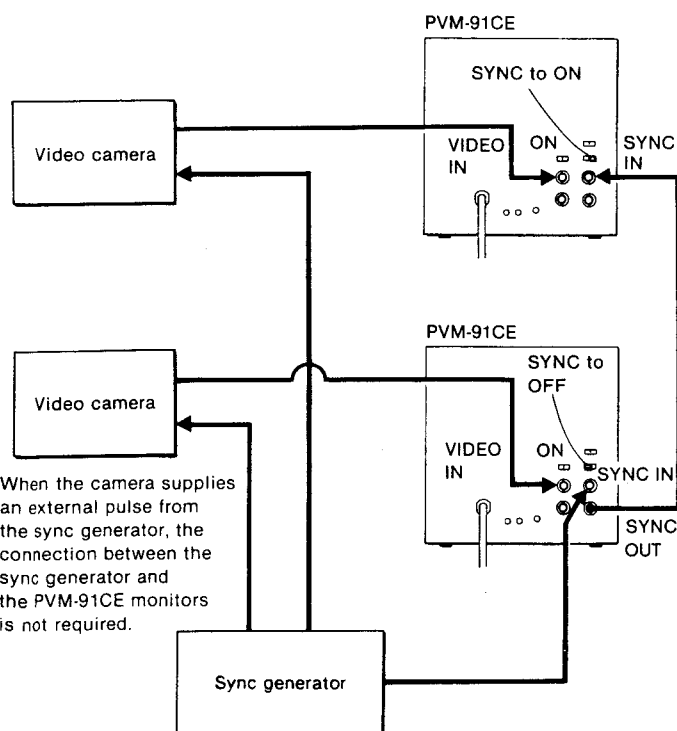 PVM-91CE
SYNC to ON
Video camera
VIDEO
IN
ON
SYNC
IN
PVM-91CE
SYNC to
OFF
Video camera
VIDEO
IN
ON
SYNC IN
SYNC
OUT
When the camera supplies
an external pulse from
the sync generator, the
connection between the
sync generator and
the PVM-91CE monitors
is not required.
Sync generator